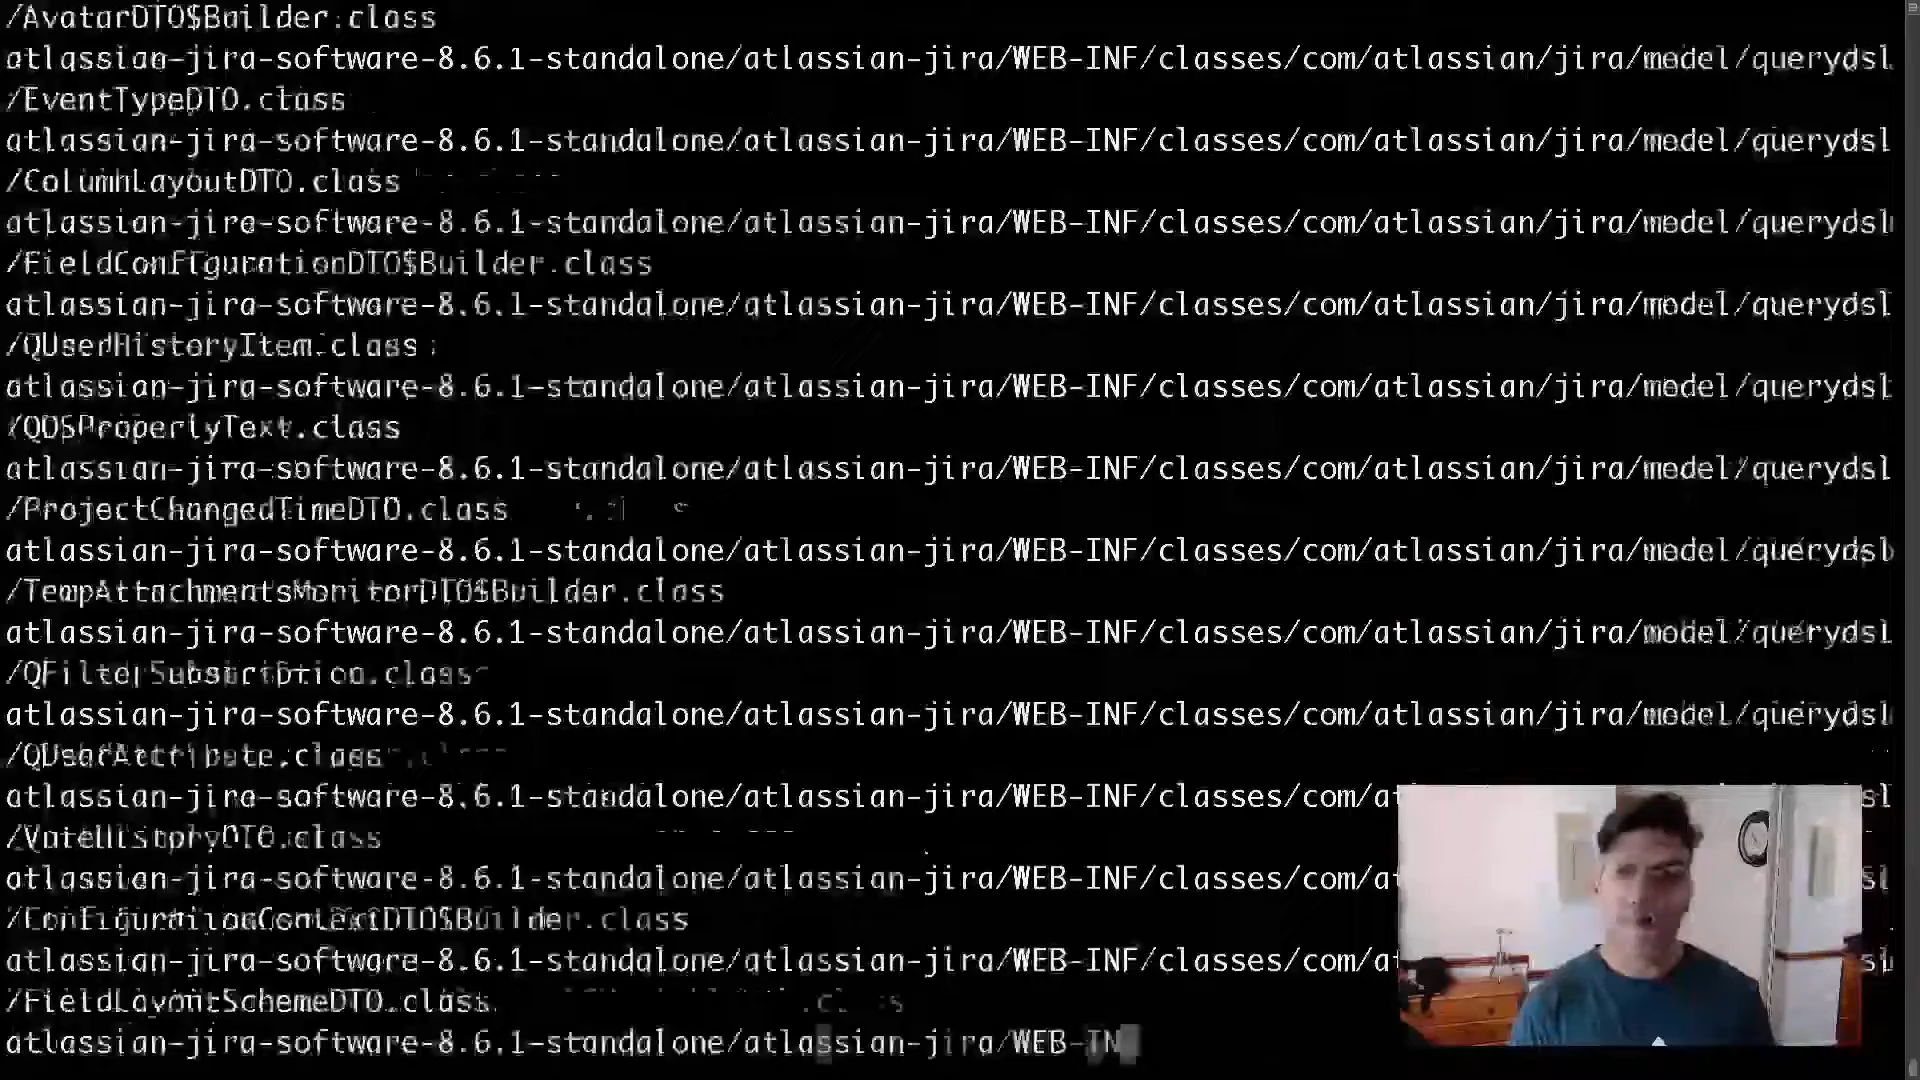 /AvatarDTO$Builder.class
atlassian-jira-software-8.6.1-standalone/atlassian-jira/WEB-INF/classes/com/atlassian/jira/model/querydsl
/EventTypeDTO.class
atlassian-jira-software-8.6.1-standalone/atlassian-jira/WEB-INF/classes/com/atlassian/jira/model/querydsl
/ColumnLayoutDTO.class
atlassian-jira-software-8.6.1-standalone/atlassian-jira/WEB-INF/classes/com/atlassian/jira/model/querydsl
/FieldConfigurationDTO$Builder.class
atlassian-jira-software-8.6.1-standalone/atlassian-jira/WEB-INF/classes/com/atlassian/jira/model/querydsl
/QUserHistoryItem.class
atlassian-jira-software-8.6.1-standalone/atlassian-jira/WEB-INF/classes/com/atlassian/jira/model/querydsl
/QOSPropertyText.class
atlassian-jira-software-8.6.1-standalone/atlassian-jira/WEB-INF/classes/com/atlassian/jira/model/querydsl
/ProjectChangedTimeDTO.class
atlassian-jira-software-8.6.1-standalone/atlassian-jira/WEB-INF/classes/com/atlassian/jira/model/querydsl
/TempAttachmentsMonitorDTO$Builder.class
atlassian-jira-software-8.6.1-standalone/atlassian-jira/WEB-INF/classes/com/atlassian/jira/model/querydsl
/QFilterSubscription.class
atlassian-jira-software-8.6.1-standalone/atlassian-jira/WEB-INF/classes/com/atlassian/jira/model/querydsl
/QUserAttribute.class
atlassian-jira-software-8.6.1-standalone/atlassian-jira/WEB-INF/classes/com/at sl
/VoteHistoryDTO.class
atlassian-jira-software-8.6.1-standalone/atlassian-jira/WEB-INF/classes/com/at sl
/ConfigurationContextDTO$Builder.class
atlassian-jira-software-8.6.1-standalone/atlassian-jira/WEB-INF/classes/com/at sl
/FieldLayoutSchemeDTO.class
atlassian-jira-software-8.6.1-standalone/atlassian-jira/WEB-IN